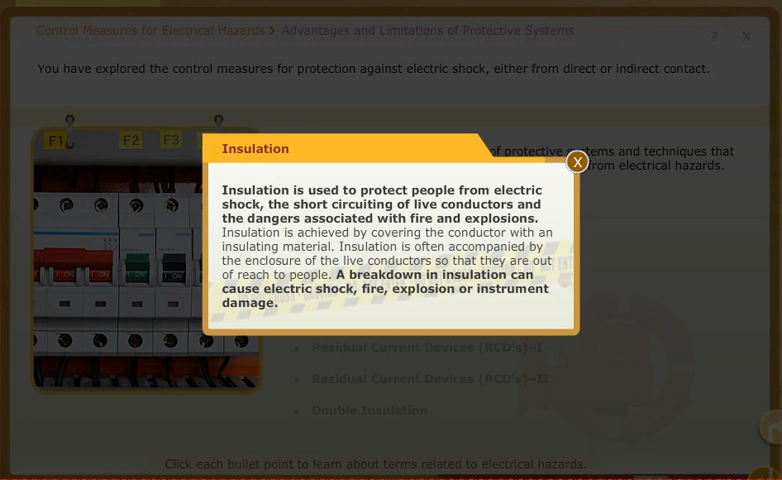 Control Measures for Electrical Hazards > Advantages and Limitations of Protective Systems
? X
You have explored the control measures for protection against electric shock, either from direct or indirect contact.
F1 F2 F3
of protective systems and techniques that
from electrical hazards.
Insulation
X
Insulation is used to protect people from electric
shock, the short circuiting of live conductors and
the dangers associated with fire and explosions.
Insulation is achieved by covering the conductor with an
insulating material. Insulation is often accompanied by
the enclosure of the live conductors so that they are out
of reach to people. A breakdown in insulation can
cause electric shock, fire, explosion or instrument
damage.
• Residual Current Devices (RCD's)-I
• Residual Current Devices (RCD's)-II
• Double Insulation
Click each bullet point to learn about terms related to electrical hazards.